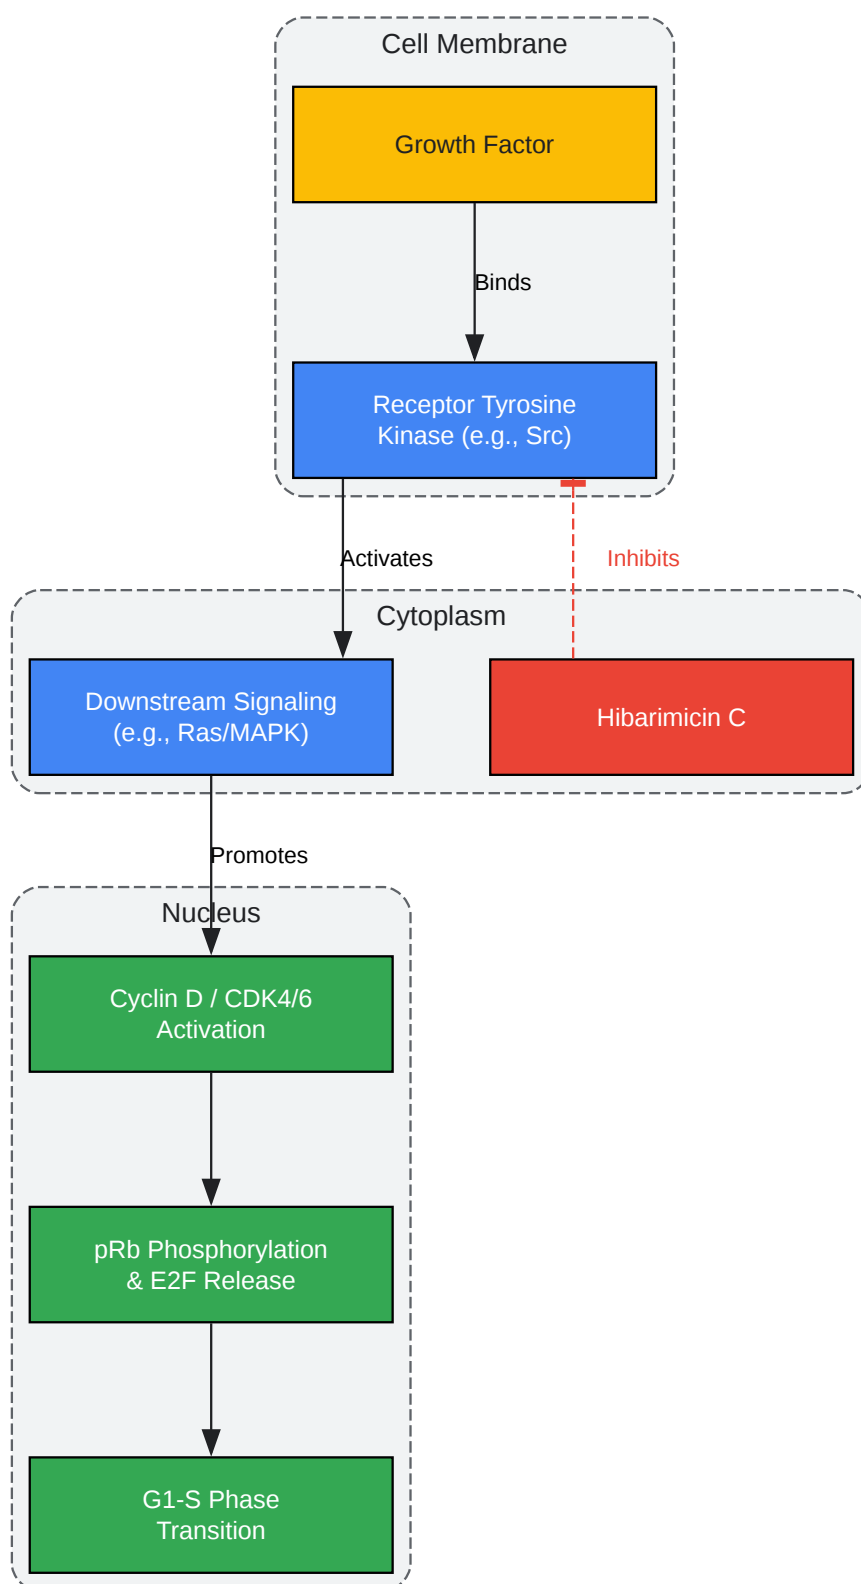 Cell Membrane
Growth Factor
Binds
Receptor Tyrosine
Kinase (e.g., Src)
Activates
Inhibits
Cytoplasm
Downstream Signaling
(e.g., Ras/MAPK)
Hibarimicin C
Promotes
Nucleus
Cyclin D / CDK4/6
Activation
pRb Phosphorylation
& E2F Release
G1-S Phase
Transition